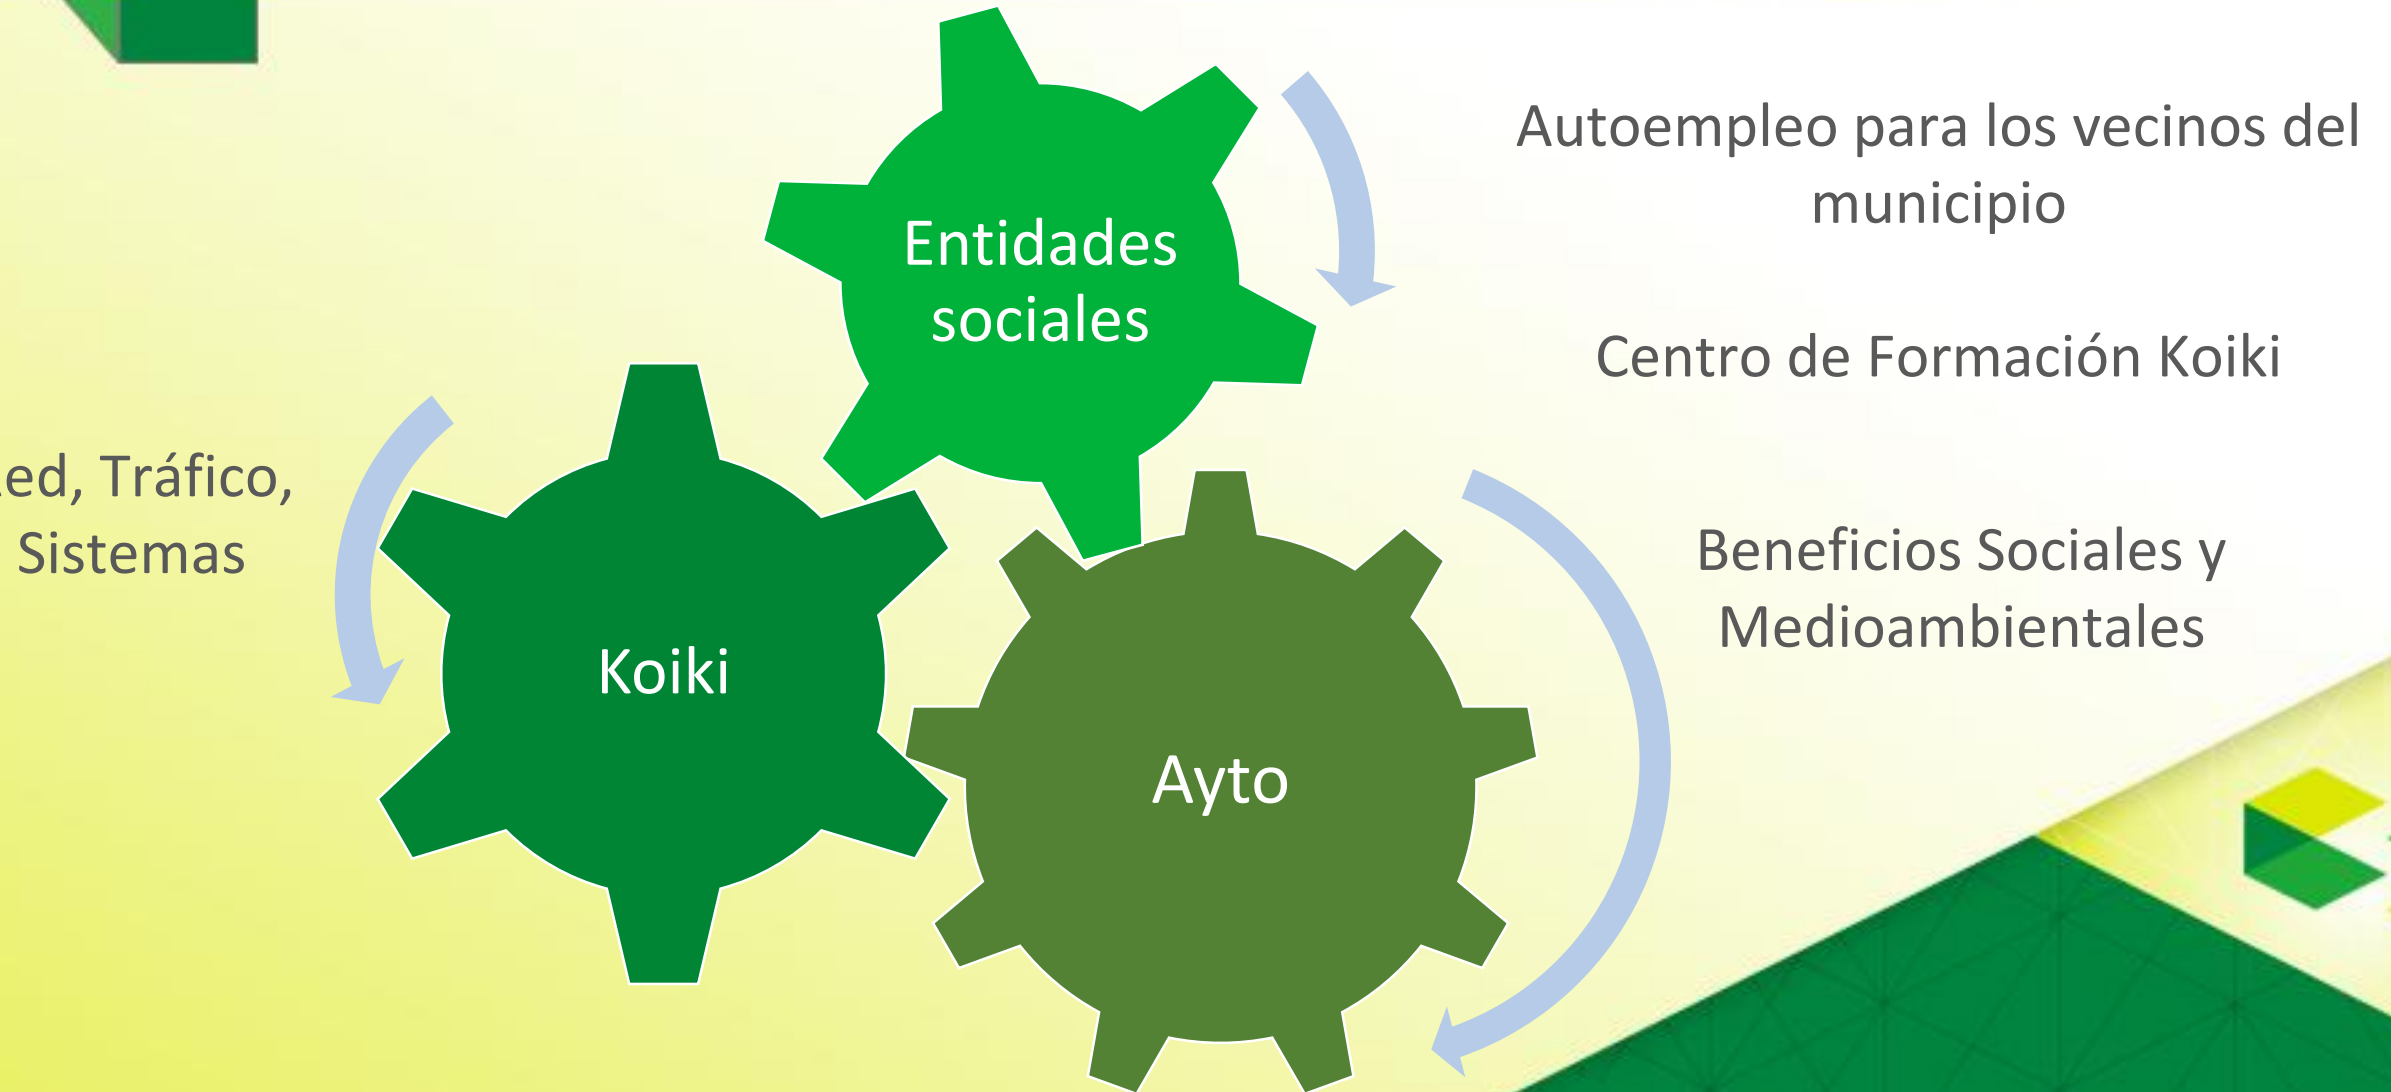 Entidades
sociales
Autoempleo para los vecinos del
municipio
Centro de Formación Koiki
Tráfico,
Sistemas
Koiki
Beneficios Sociales y
Medioambientales
Ayto